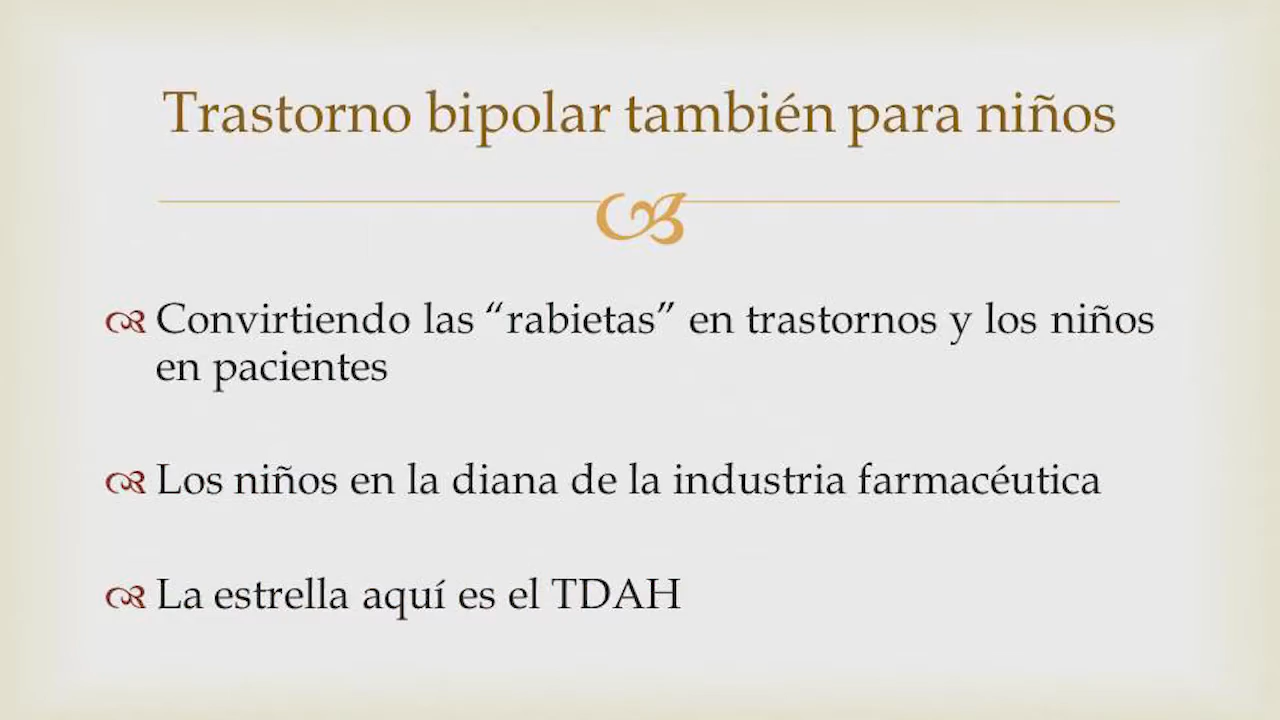 Trastorno bipolar también para niños
Convirtiendo las “rabietas” en trastornos y los niños
en pacientes
Los niños en la diana de la industria farmacéutica
La estrella aquí es el TDAH